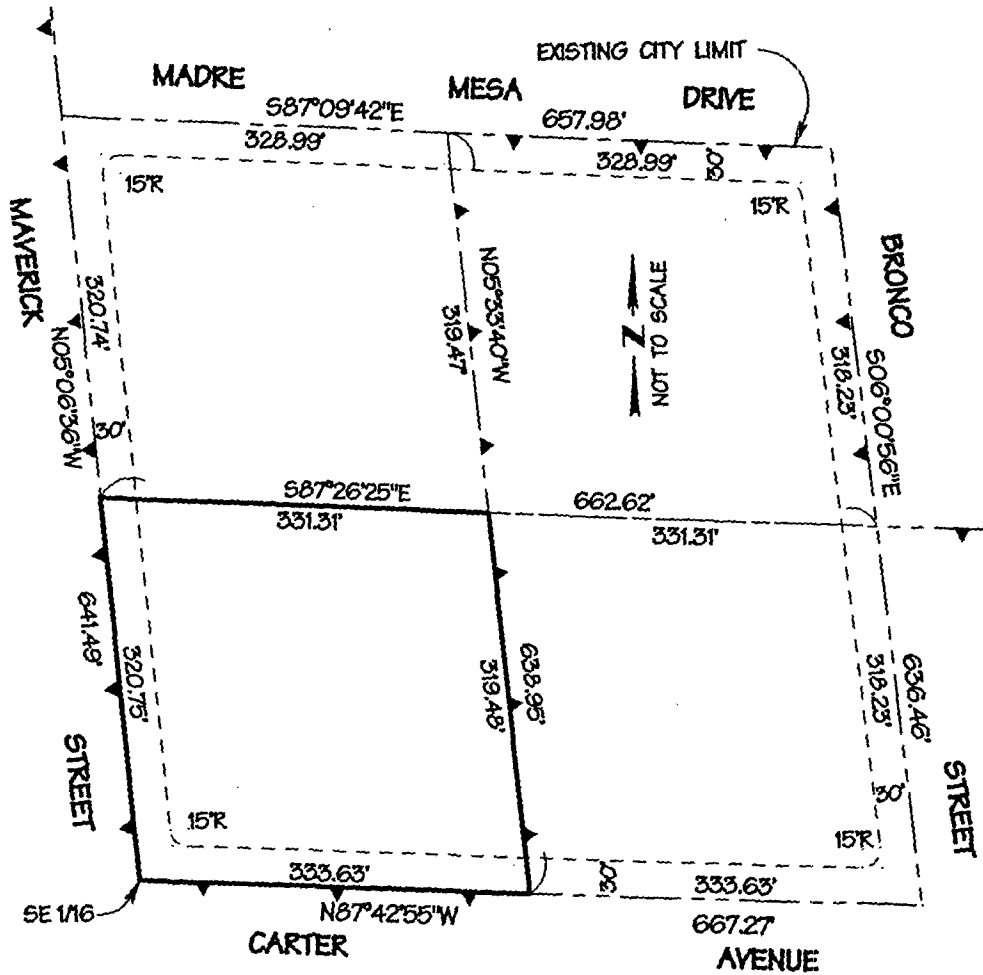 EXISTING CITY LIMIT
MADRE
MESA
DRIVE
S87°09'42"E
657.98'
328.99'
328.99'
30'
15'R
15'R
MAVERICK
BRONCO
N05°33'40"W
319.47'
320.74'
N05°06'36"W
30'
N
NOT TO SCALE
318.23'
S06°00'56"E
S87°26'25"E
662.62'
331.31'
331.31'
641.49'
320.75'
319.48'
638.95'
318.23'
636.46'
STREET
STREET
30'
15'R
15'R
333.63'
30'
333.63'
SE 1/16
N87°42'55"W
667.27'
CARTER
AVENUE